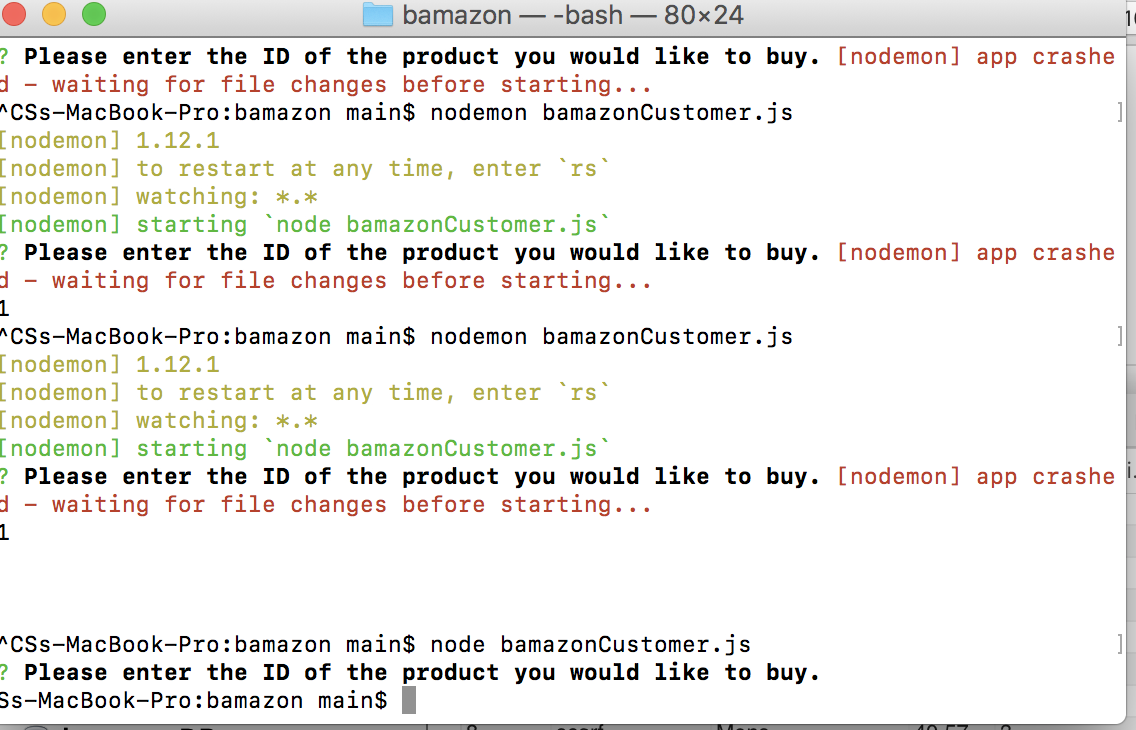 bamazon — -bash — 80×24
? Please enter the ID of the product you would like to buy. [nodemon] app crashe
d - waiting for file changes before starting...
^CSs-MacBook-Pro:bamazon main$ nodemon bamazonCustomer.js ]
[nodemon] 1.12.1
[nodemon] to restart at any time, enter `rs`
[nodemon] watching: *.*
[nodemon] starting `node bamazonCustomer.js`
? Please enter the ID of the product you would like to buy. [nodemon] app crashe
d - waiting for file changes before starting...
1
^CSs-MacBook-Pro:bamazon main$ nodemon bamazonCustomer.js ]
[nodemon] 1.12.1
[nodemon] to restart at any time, enter `rs`
[nodemon] watching: *.*
[nodemon] starting `node bamazonCustomer.js`
? Please enter the ID of the product you would like to buy. [nodemon] app crashe
d - waiting for file changes before starting...
1
^CSs-MacBook-Pro:bamazon main$ node bamazonCustomer.js ]
? Please enter the ID of the product you would like to buy.
Ss-MacBook-Pro:bamazon main$